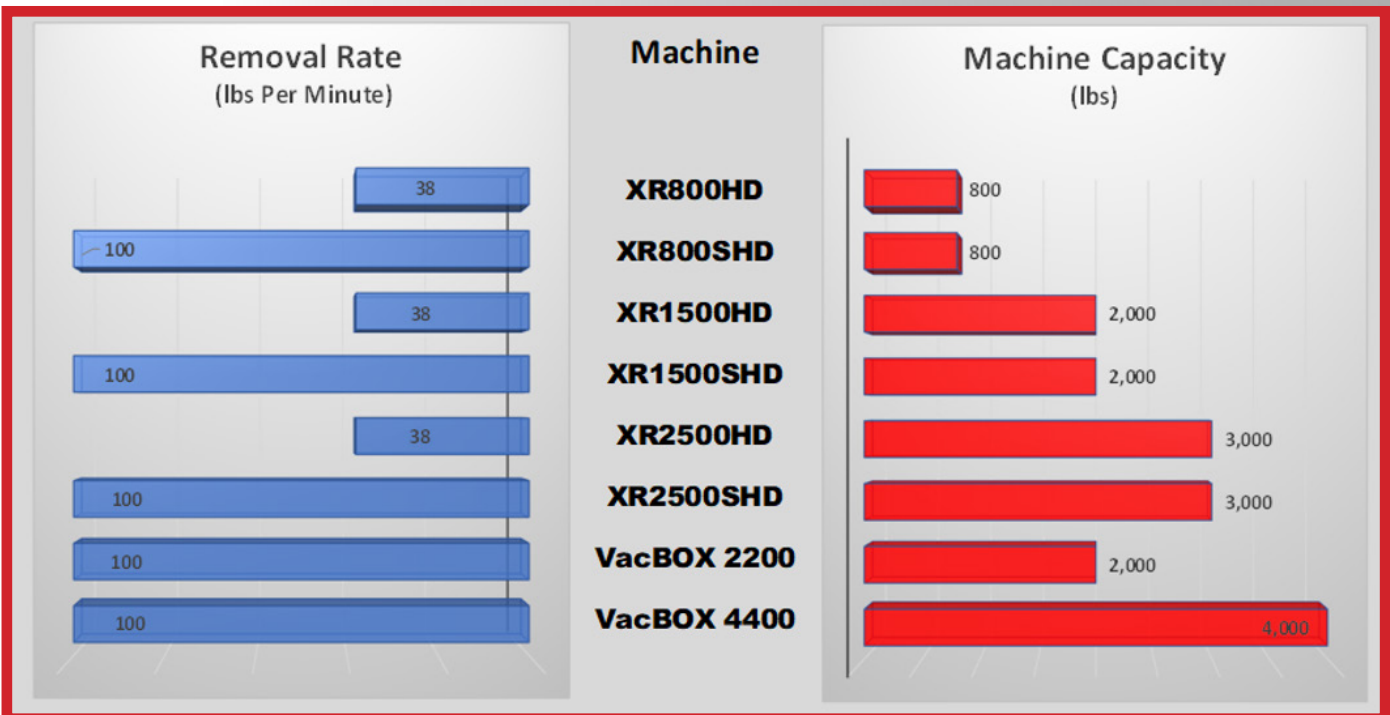 Removal Rate
(lbs Per Minute)
Machine
Machine Capacity
(lbs)
38
XR800HD
800
100
XR800SHD
800
38
XR1500HD
2,000
100
XR1500SHD
2,000
38
XR2500HD
3,000
100
XR2500SHD
3,000
100
VacBOX 2200
2,000
100
VacBOX 4400
4,000